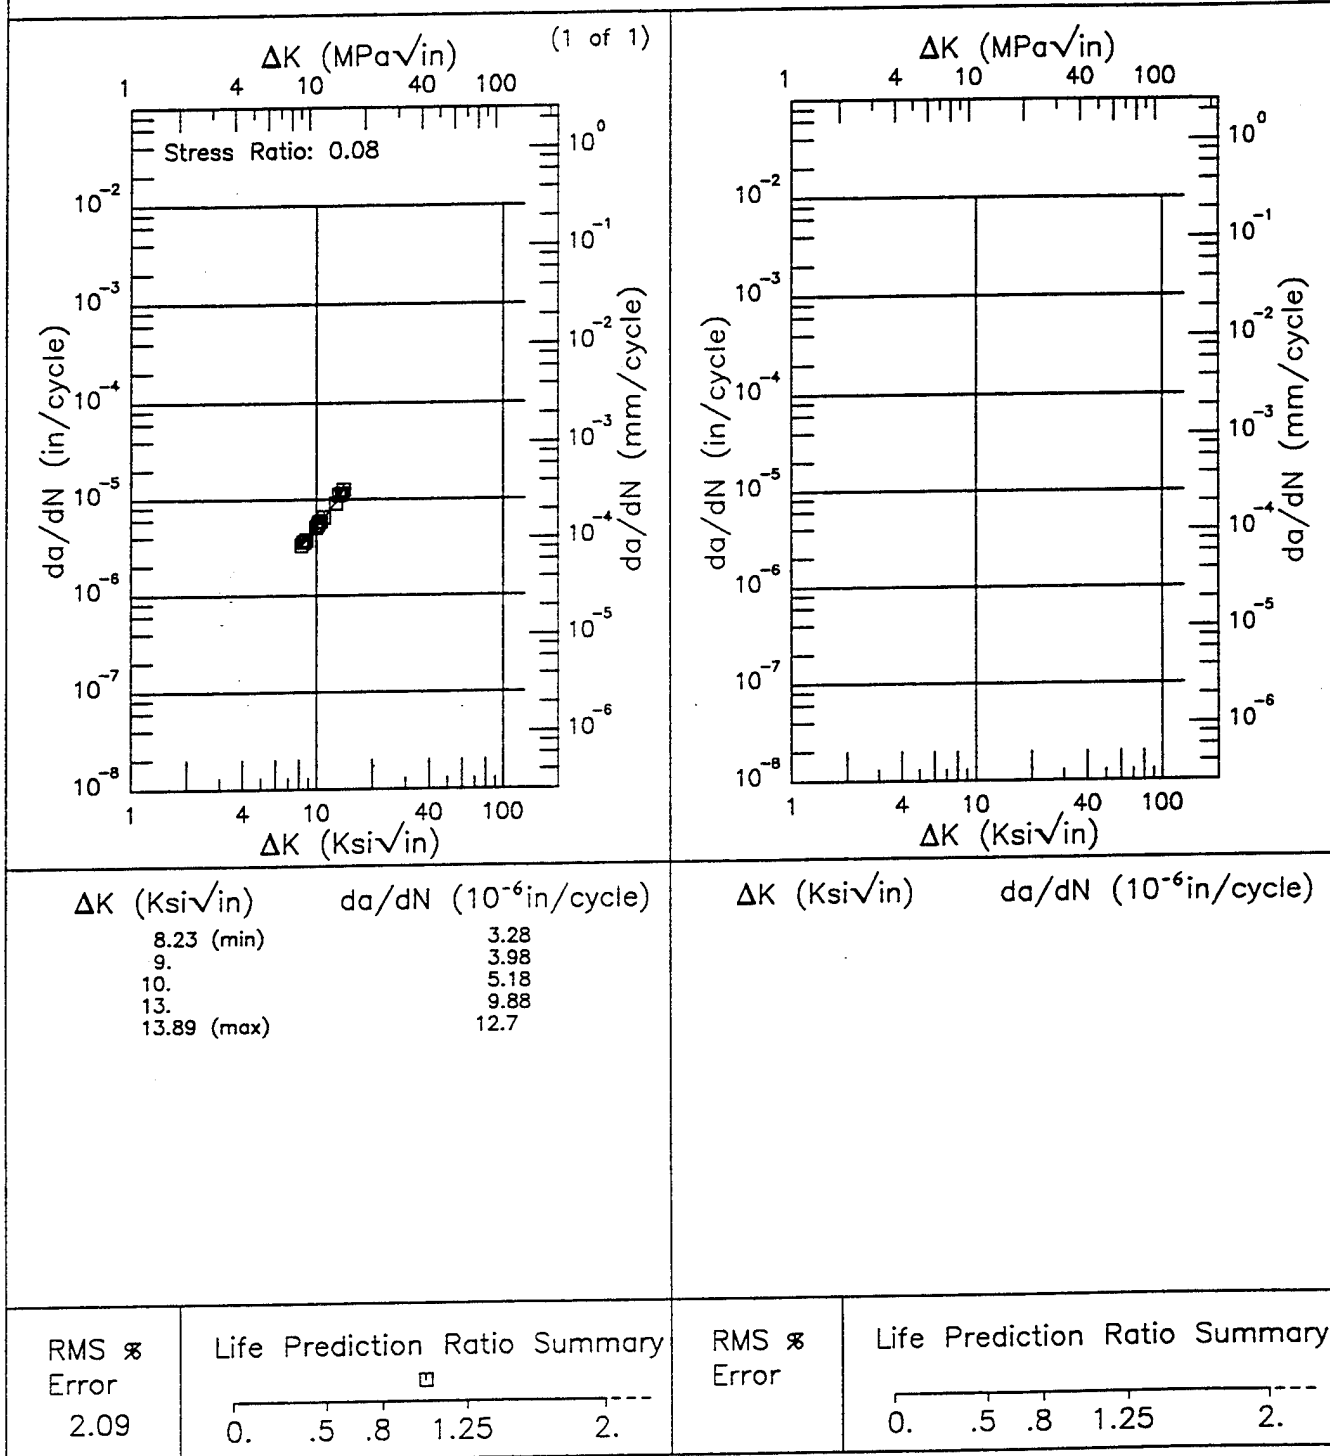 (1 of 1)
ΔK (MPa√in)
1 4 10 40 100
Stress Ratio: 0.08
da/dN (in/cycle)
10⁻²
10⁻³
10⁻⁴
10⁻⁵
10⁻⁶
10⁻⁷
10⁻⁸
10⁰
10⁻¹
10⁻²
10⁻³
10⁻⁴
10⁻⁵
10⁻⁶
da/dN (mm/cycle)
1 4 10 40 100
ΔK (Ksi√in)
ΔK (MPa√in)
1 4 10 40 100
da/dN (in/cycle)
10⁻²
10⁻³
10⁻⁴
10⁻⁵
10⁻⁶
10⁻⁷
10⁻⁸
10⁰
10⁻¹
10⁻²
10⁻³
10⁻⁴
10⁻⁵
10⁻⁶
da/dN (mm/cycle)
1 4 10 40 100
ΔK (Ksi√in)
ΔK (Ksi√in) da/dN (10⁻⁶in/cycle)
8.23 (min) 3.28
9. 3.98
10. 5.18
13. 9.88
13.89 (max) 12.7
ΔK (Ksi√in) da/dN (10⁻⁶in/cycle)
RMS %
Error
2.09
Life Prediction Ratio Summary
0. .5 .8 1.25 2.
RMS %
Error
Life Prediction Ratio Summary
0. .5 .8 1.25 2.